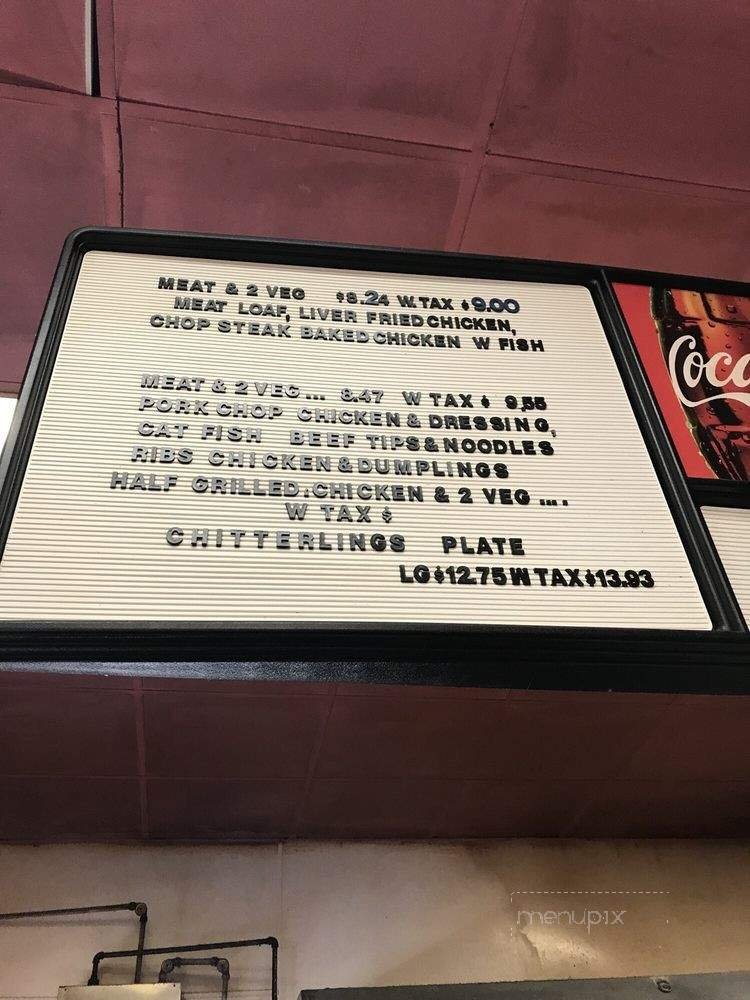 MEAT & 2 VEG $8.24 W.TAX $9.00
MEAT LOAF, LIVER FRIED CHICKEN,
CHOP STEAK BAKED CHICKEN W FISH
MEAT & 2 VEG... 8.47 W TAX $ 9.55
PORK CHOP CHICKEN & DRESSING,
CAT FISH BEEF TIPS & NOODLES
RIBS CHICKEN & DUMPLINGS
HALF GRILLED.CHICKEN & 2 VEG ....
W TAX $
CHITTERLINGS PLATE
LG $12.75 W TAX $13.93
Coca
menupix